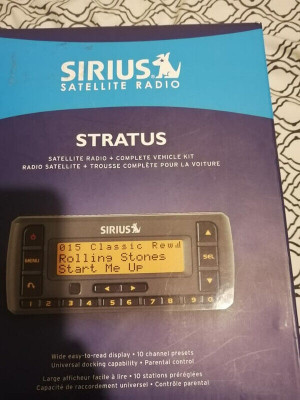 SIRIUS
SATELLITE RADIO
STRATUS
SATELLITE RADIO + COMPLETE VEHICLE KIT
RADIO SATELLITE + TROUSSE COMPLÈTE POUR LA VOITURE
SIRIUS
015 Classic Rewd
Rolling Stones
Start Me Up
MENU
SEL
1 2 3 4 5 6 7 8 9 0
Wide easy-to-read display • 10 channel presets
Universal docking capability • Parental control
Large afficheur facile à lire • 10 stations préréglées
Capacité de raccordement universel • Contrôle parental